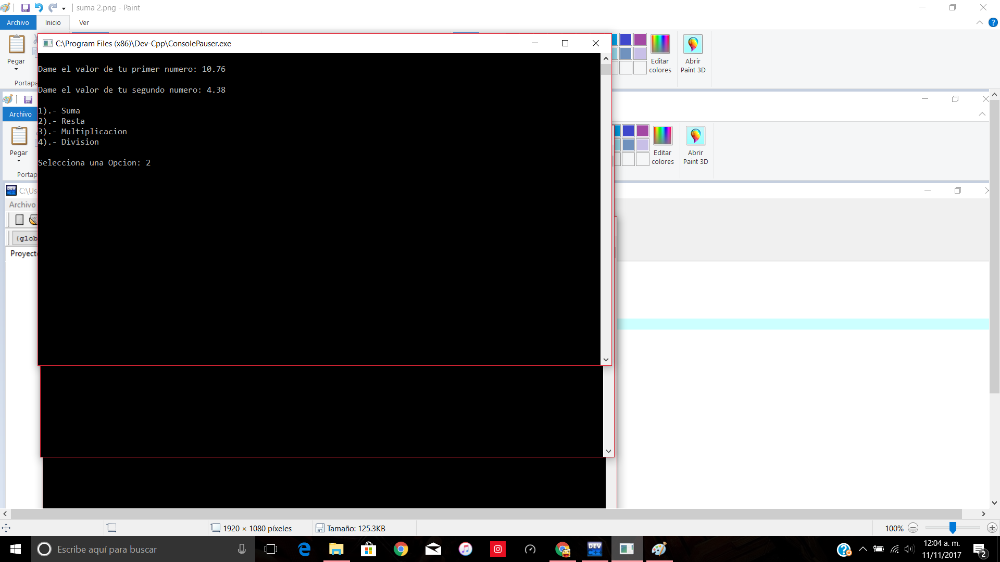 suma 2.png - Paint
Archivo Inicio Ver
C:\Program Files (x86)\Dev-Cpp\ConsolePauser.exe
Dame el valor de tu primer numero: 10.76
Dame el valor de tu segundo numero: 4.38
1).- Suma
2).- Resta
3).- Multiplicacion
4).- Division
Selecciona una Opcion: 2
Pegar
Portapa
Editar colores
Abrir Paint 3D
Archivo
Pegar
Portap
Editar colores
Abrir Paint 3D
DEV C:\Us
Archivo
(glob
Proyecto
1920 × 1080 píxeles
Tamaño: 125.3KB
100%
Escribe aquí para buscar
DEV
12:04 a. m.
11/11/2017
2